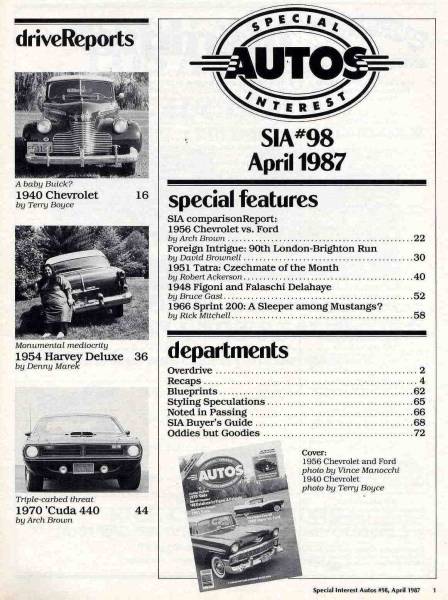 driveReports
A baby Buick?
1940 Chevrolet 16
by Terry Boyce
Monumental mediocrity
1954 Harvey Deluxe 36
by Denny Marek
Triple-carbed threat
1970 'Cuda 440 44
by Arch Brown
SPECIAL
AUTOS
INTEREST
SIA#98
April 1987
special features
SIA comparisonReport:
1956 Chevrolet vs. Ford
by Arch Brown 22
Foreign Intrigue: 90th London-Brighton Run
by David Brownell 30
1951 Tatra: Czechmate of the Month
by Robert Ackerson 40
1948 Figoni and Falaschi Delahaye
by Bruce Gast 52
1966 Sprint 200: A Sleeper among Mustangs?
by Rick Mitchell 58
departments
Overdrive 2
Recaps 4
Blueprints 62
Styling Speculations 65
Noted in Passing 66
SIA Buyer's Guide 68
Oddies but Goodies 72
AUTOS
Cover:
1956 Chevrolet and Ford
photo by Vince Manocchi
1940 Chevrolet
photo by Terry Boyce
Special Interest Autos #98, April 1987 1